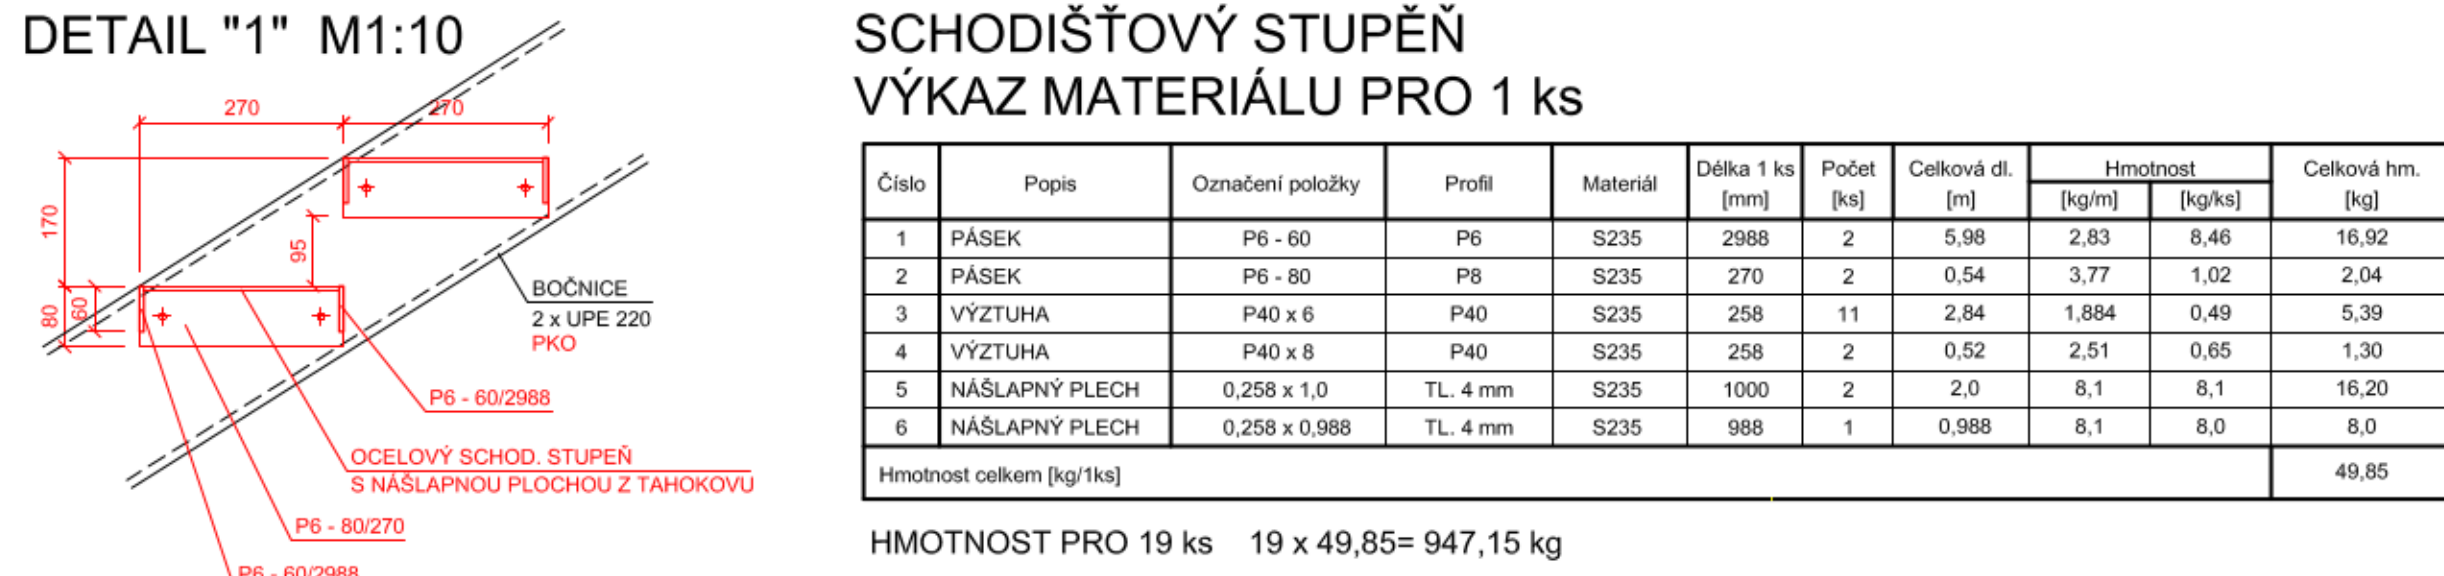 DETAIL "1" M1:10
270
270
170
95
80
60
BOČNICE
2 x UPE 220
PKO
P6 - 60/2988
OCELOVÝ SCHOD. STUPEŇ
S NÁŠLAPNOU PLOCHOU Z TAHOKOVU
P6 - 80/270
P6 - 60/2988
SCHODIŠŤOVÝ STUPĚŇ
VÝKAZ MATERIÁLU PRO 1 ks
Číslo Popis Označení položky Profil Materiál Délka 1 ks [mm] Počet [ks] Celková dl. [m] Hmotnost [kg/m] [kg/ks] Celková hm. [kg]
1 PÁSEK P6 - 60 P6 S235 2988 2 5,98 2,83 8,46 16,92
2 PÁSEK P6 - 80 P8 S235 270 2 0,54 3,77 1,02 2,04
3 VÝZTUHA P40 x 6 P40 S235 258 11 2,84 1,884 0,49 5,39
4 VÝZTUHA P40 x 8 P40 S235 258 2 0,52 2,51 0,65 1,30
5 NÁŠLAPNÝ PLECH 0,258 x 1,0 TL. 4 mm S235 1000 2 2,0 8,1 8,1 16,20
6 NÁŠLAPNÝ PLECH 0,258 x 0,988 TL. 4 mm S235 988 1 0,988 8,1 8,0 8,0
Hmotnost celkem [kg/1ks] 49,85
HMOTNOST PRO 19 ks 19 x 49,85= 947,15 kg